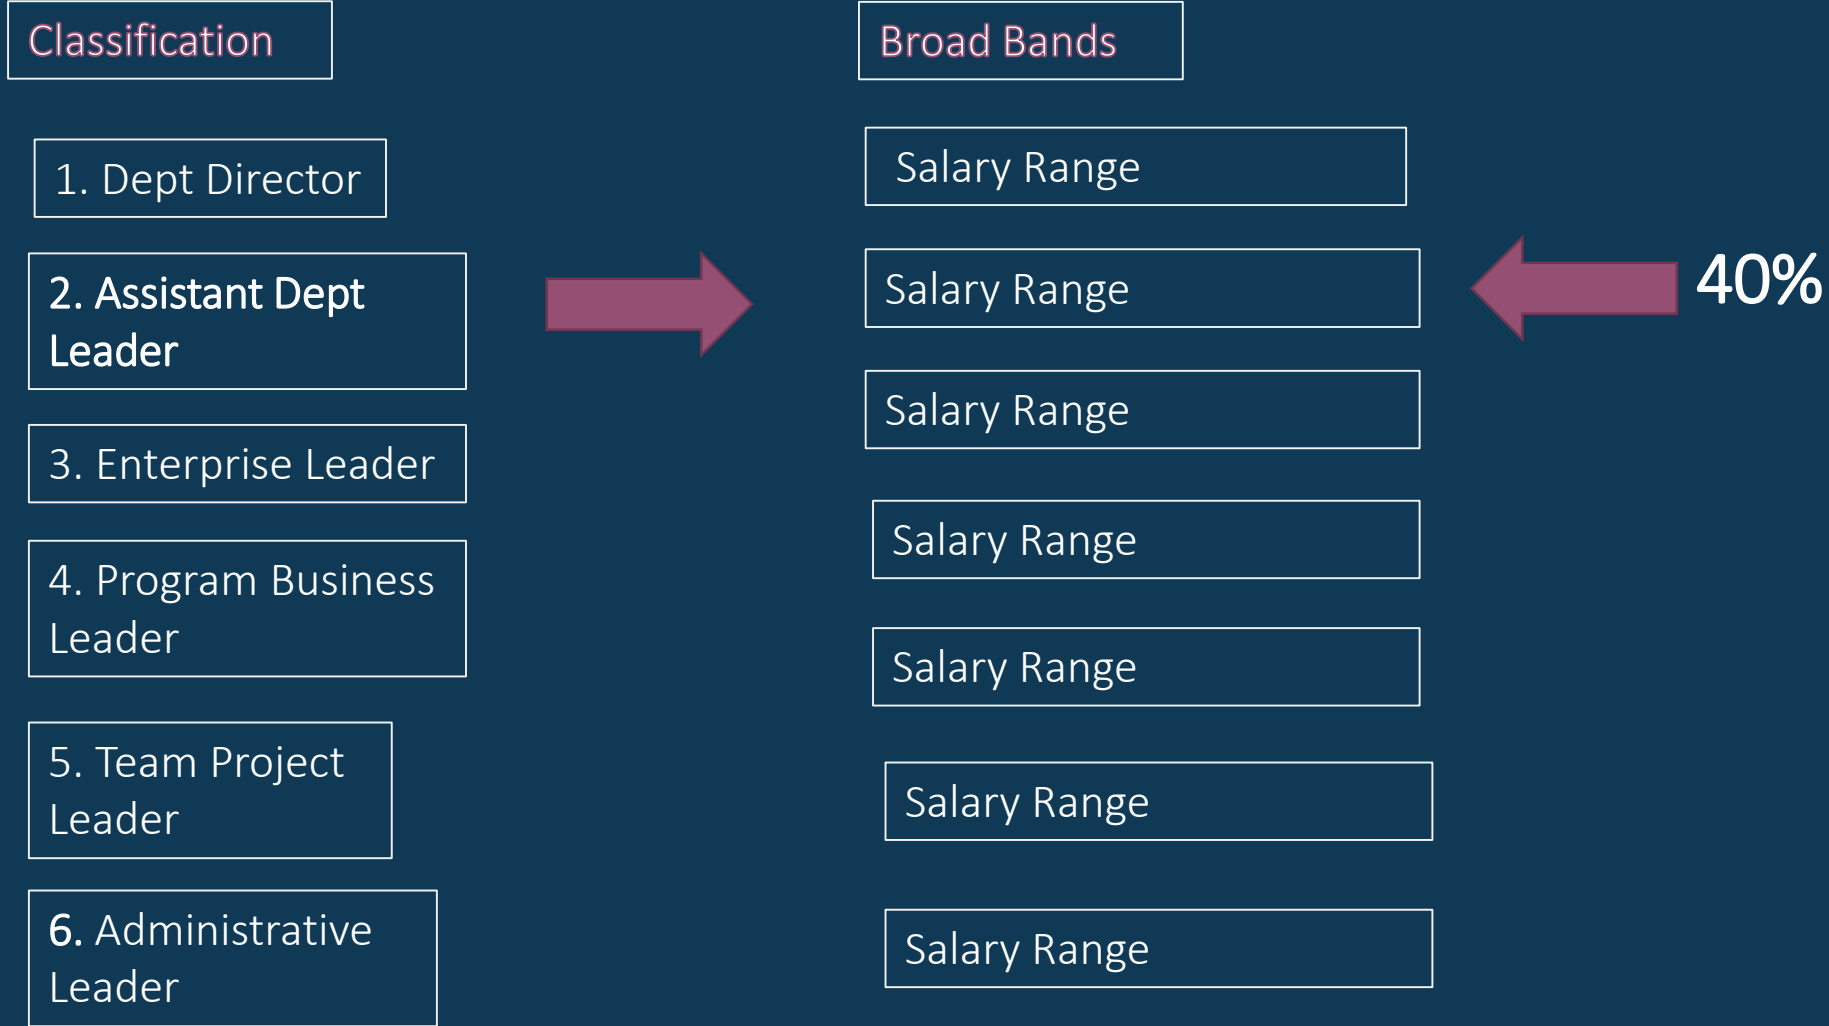 Classification
1. Dept Director
2. Assistant Dept
Leader
3. Enterprise Leader
4. Program Business
Leader
5. Team Project
Leader
6. Administrative
Leader
Broad Bands
Salary Range
Salary Range
40%
Salary Range
Salary Range
Salary Range
Salary Range
Salary Range